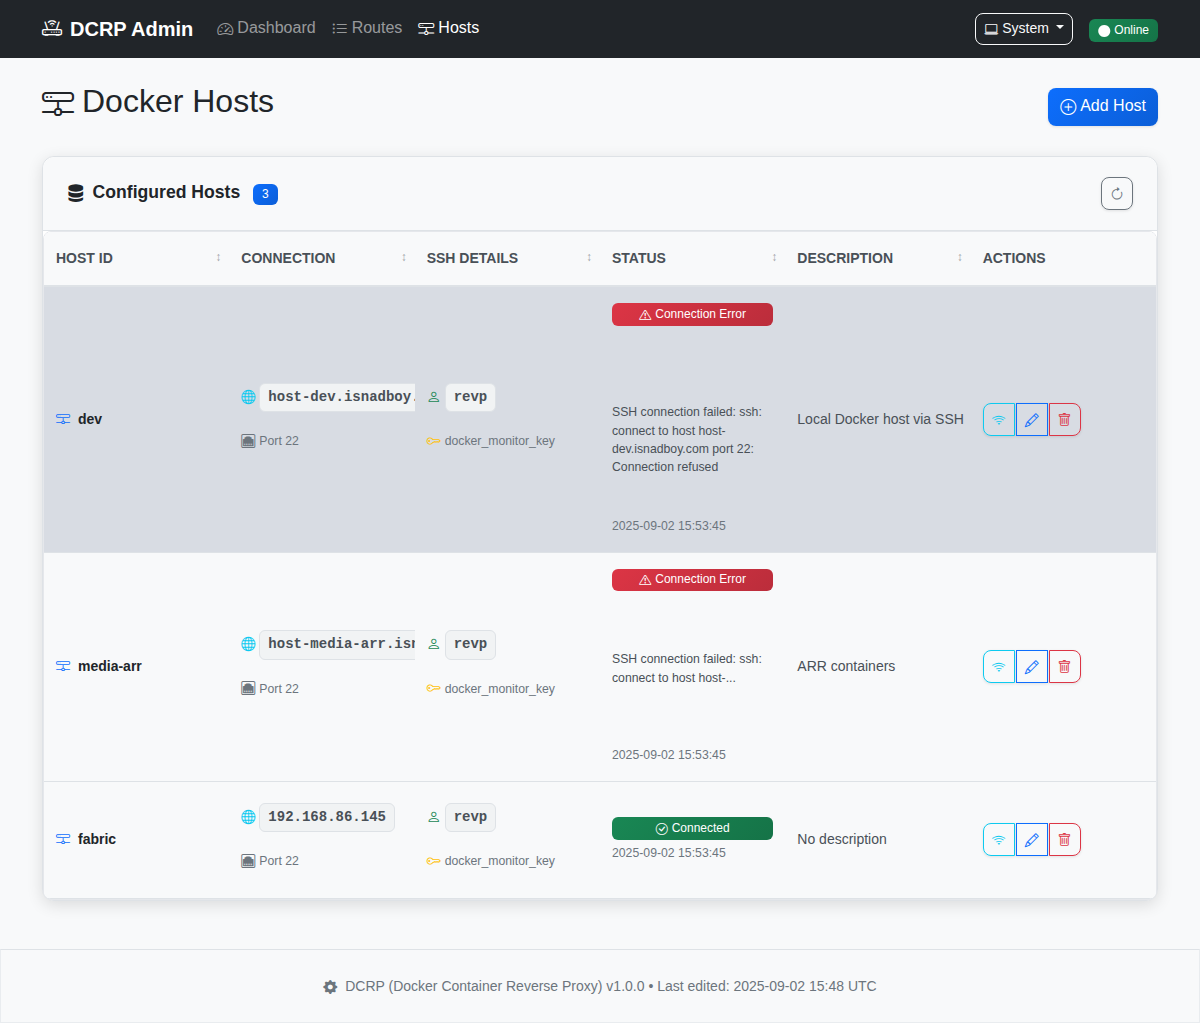 DCRP Admin Dashboard Routes Hosts System Online
Docker Hosts Add Host
Configured Hosts 3
HOST ID CONNECTION SSH DETAILS STATUS DESCRIPTION ACTIONS
Connection Error
host-dev.isnadboy. revp
dev
Port 22 docker_monitor_key
SSH connection failed: ssh:
connect to host host-
dev.isnadboy.com port 22:
Connection refused
Local Docker host via SSH
2025-09-02 15:53:45
Connection Error
host-media-arr.isn revp
media-arr
Port 22 docker_monitor_key
SSH connection failed: ssh:
connect to host host-...
ARR containers
2025-09-02 15:53:45
192.168.86.145 revp
fabric
Port 22 docker_monitor_key
Connected
2025-09-02 15:53:45
No description
DCRP (Docker Container Reverse Proxy) v1.0.0 • Last edited: 2025-09-02 15:48 UTC